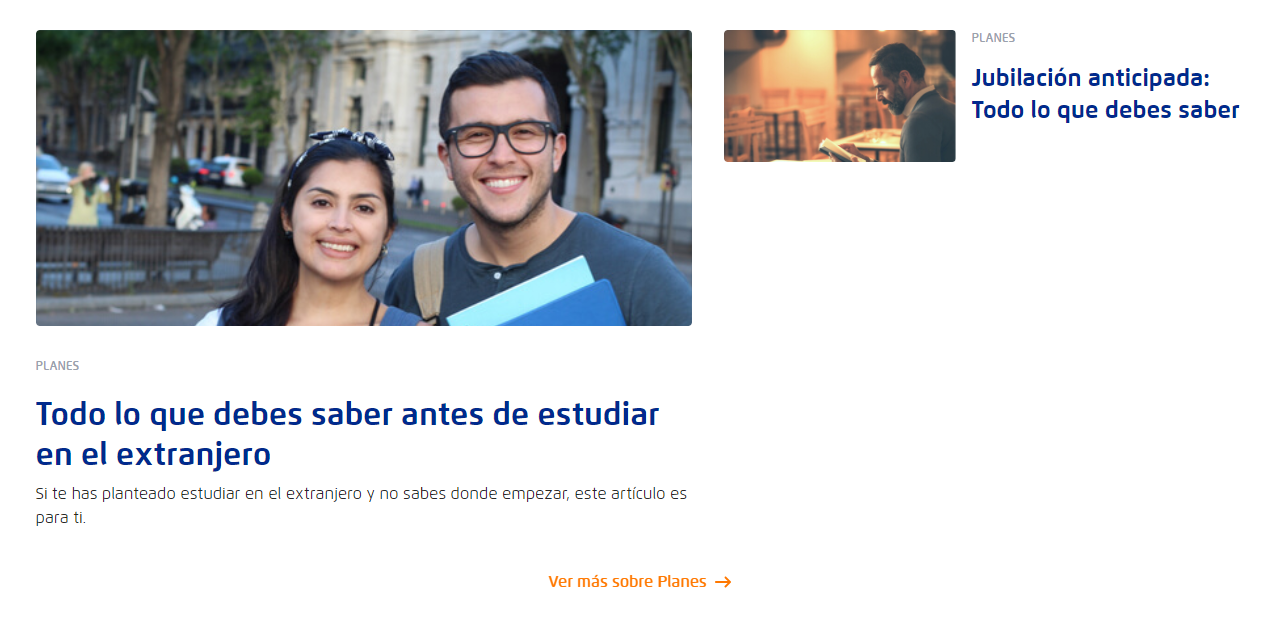 PLANES
Todo lo que debes saber antes de estudiar
en el extranjero
Si te has planteado estudiar en el extranjero y no sabes donde empezar, este artículo es
para ti.
PLANES
Jubilación anticipada:
Todo lo que debes saber
Ver más sobre Planes →